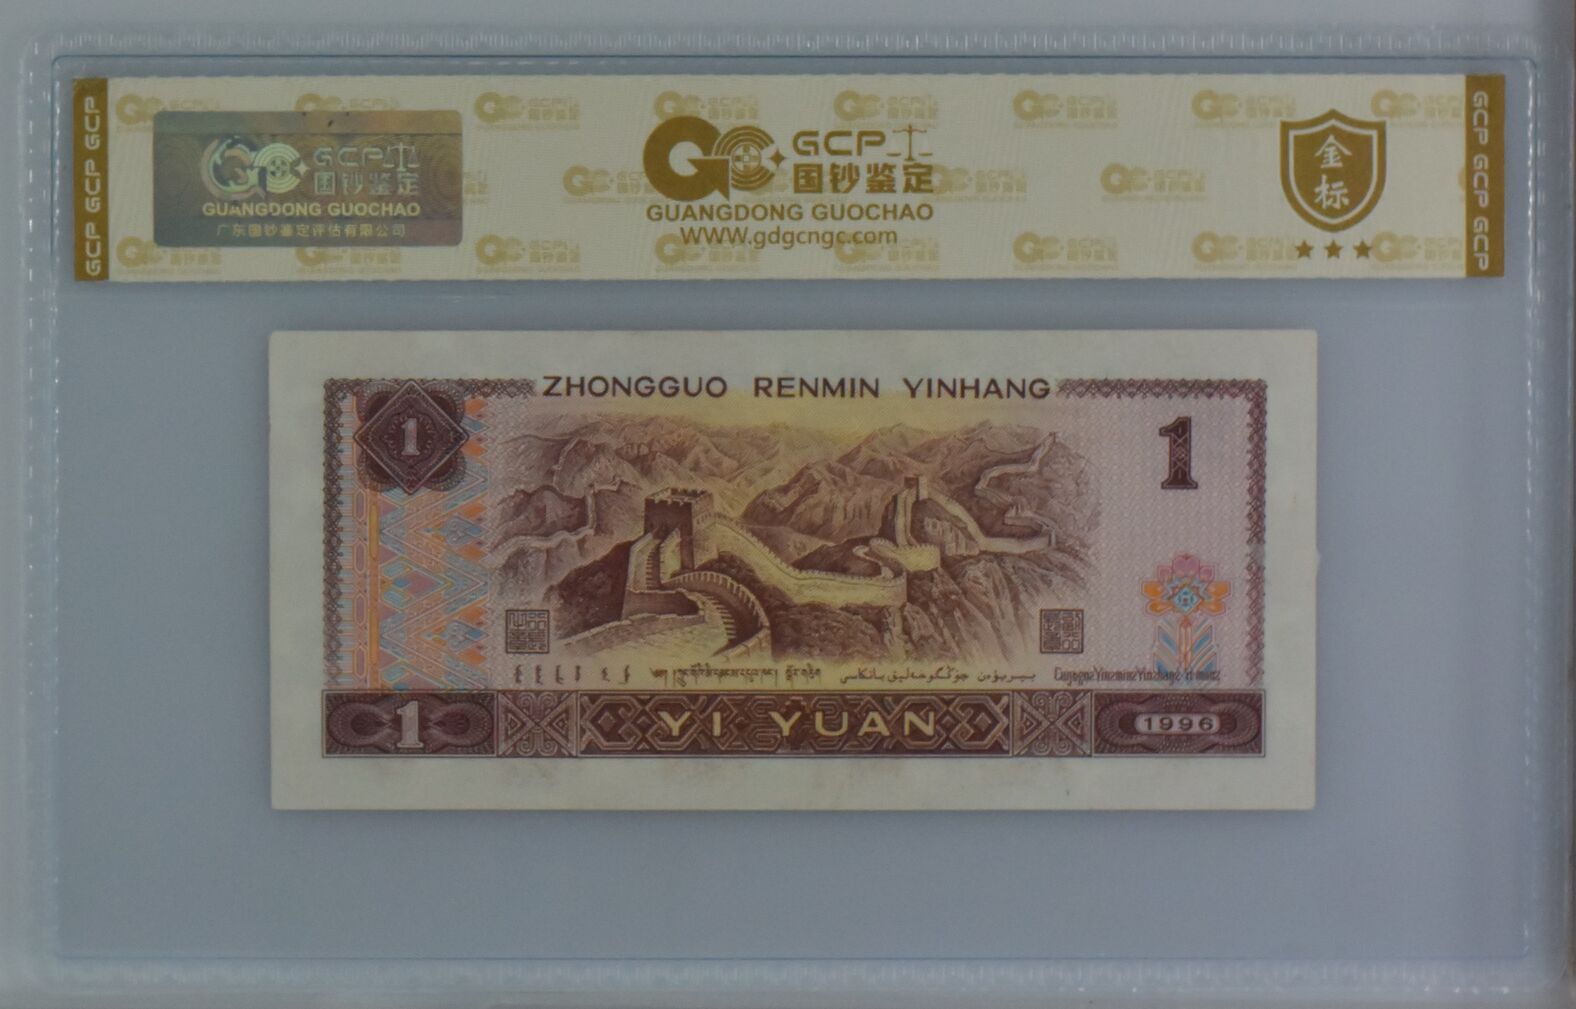 GCP GCP GCP
GCP
国钞鉴定
GUANGDONG GUOCHAO
广东国钞鉴定评估有限公司
GCP
国钞鉴定
GUANGDONG GUOCHAO
WWW.gdgcngc.com
金
标
GCP GCP GCP
ZHONGGUO RENMIN YINHANG
1
1
1
YI YUAN
1996